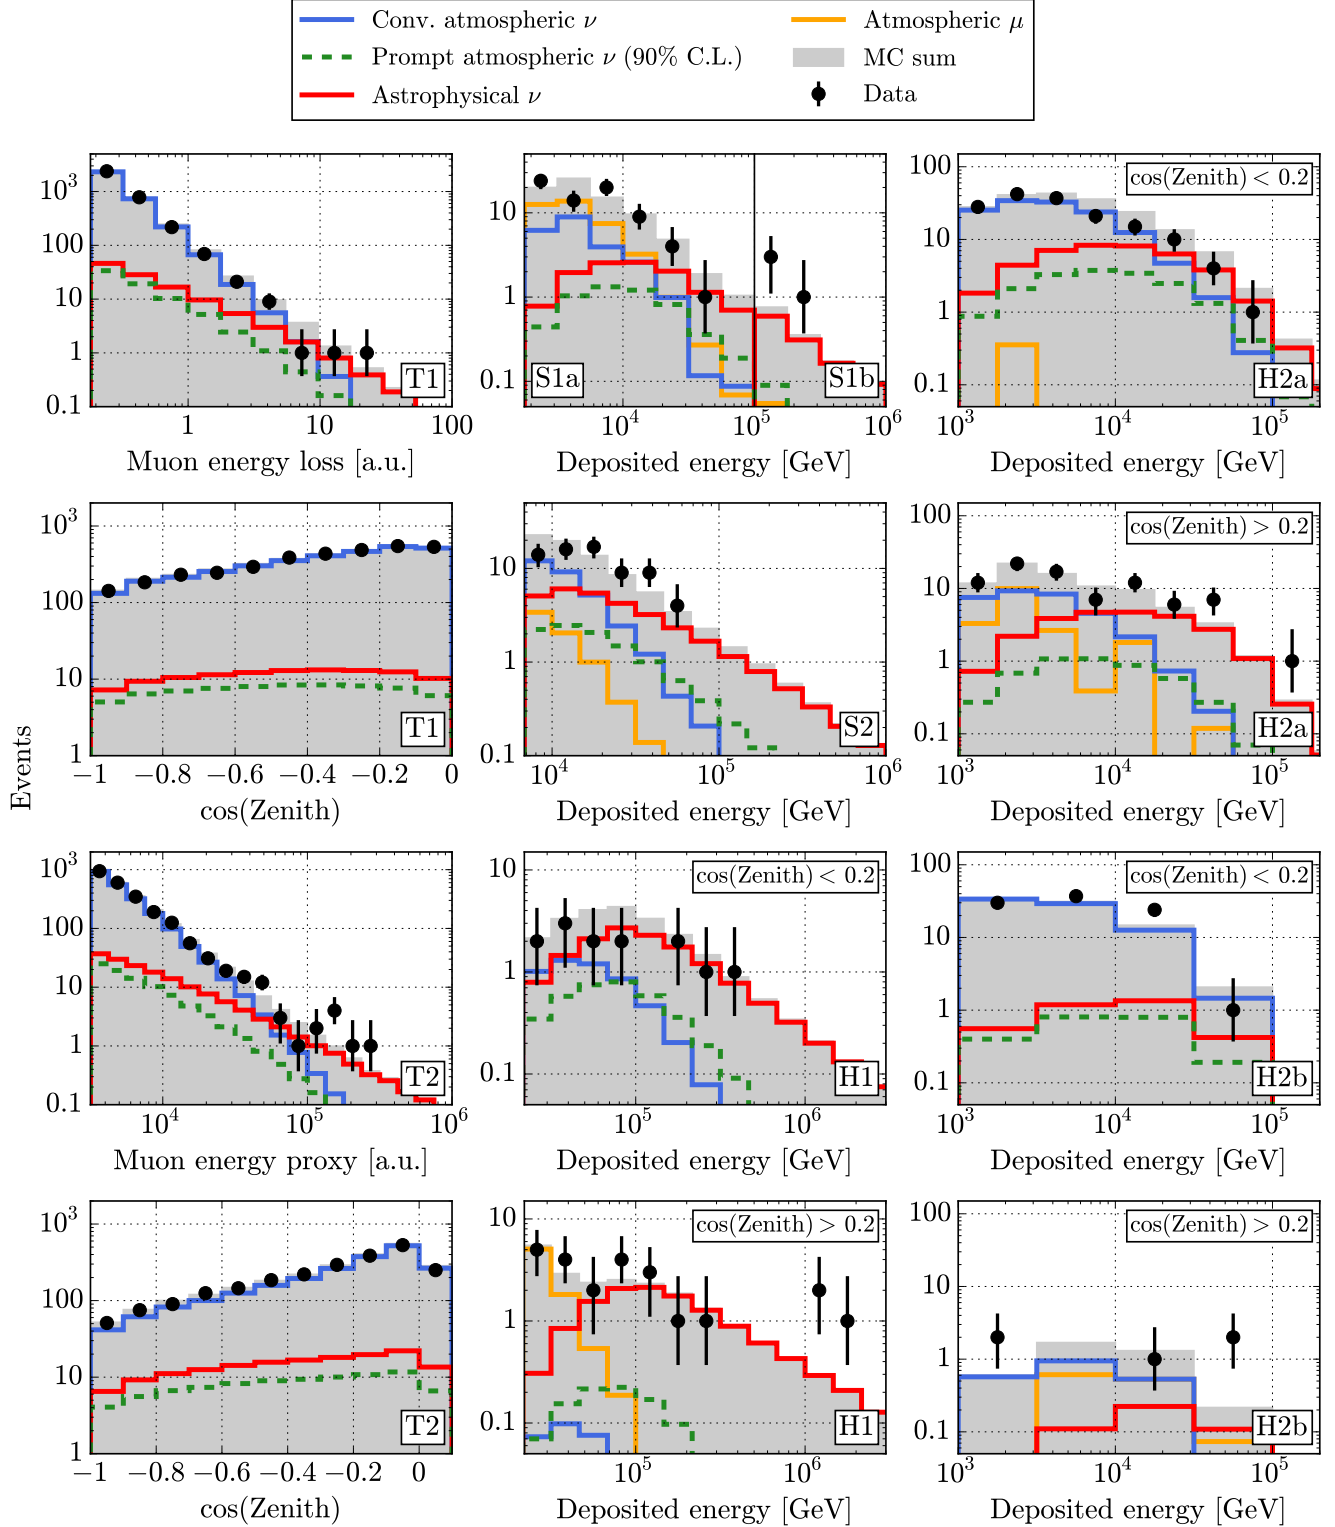 Conv. atmospheric ν
Atmospheric μ
Prompt atmospheric ν (90% C.L.)
MC sum
Astrophysical ν
Data
10³
100
10
1
0.1
1
10
100
T1
Muon energy loss [a.u.]
10
1
0.1
10⁴
10⁵
10⁶
S1a
S1b
Deposited energy [GeV]
100
10
1
0.1
10³
10⁴
10⁵
cos(Zenith) < 0.2
H2a
Deposited energy [GeV]
Events
10³
100
10
1
−1
−0.8
−0.6
−0.4
−0.2
0
T1
cos(Zenith)
10
1
0.1
10⁴
10⁵
10⁶
S2
Deposited energy [GeV]
100
10
1
0.1
10³
10⁴
10⁵
cos(Zenith) > 0.2
H2a
Deposited energy [GeV]
10³
100
10
1
0.1
10⁴
10⁵
10⁶
T2
Muon energy proxy [a.u.]
10
1
0.1
10⁵
10⁶
cos(Zenith) < 0.2
H1
Deposited energy [GeV]
100
10
1
0.1
10³
10⁴
10⁵
cos(Zenith) < 0.2
H2b
Deposited energy [GeV]
10³
100
10
1
−1
−0.8
−0.6
−0.4
−0.2
0
T2
cos(Zenith)
10
1
0.1
10⁵
10⁶
cos(Zenith) > 0.2
H1
Deposited energy [GeV]
100
10
1
0.1
10³
10⁴
10⁵
cos(Zenith) > 0.2
H2b
Deposited energy [GeV]